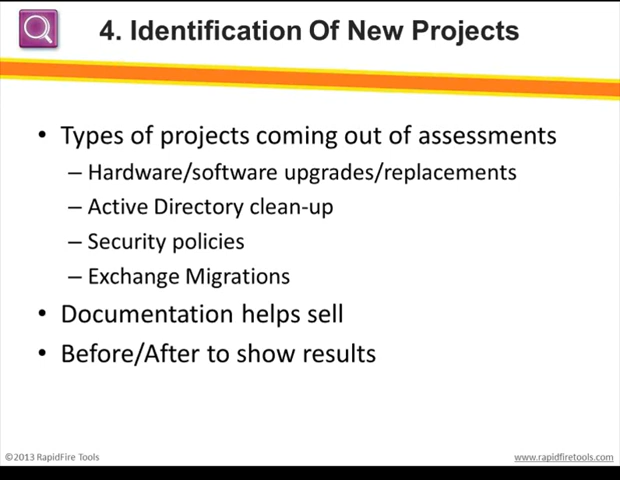 4. Identification Of New Projects
• Types of projects coming out of assessments
– Hardware/software upgrades/replacements
– Active Directory clean-up
– Security policies
– Exchange Migrations
• Documentation helps sell
• Before/After to show results
©2013 RapidFire Tools
www.rapidfiretools.com